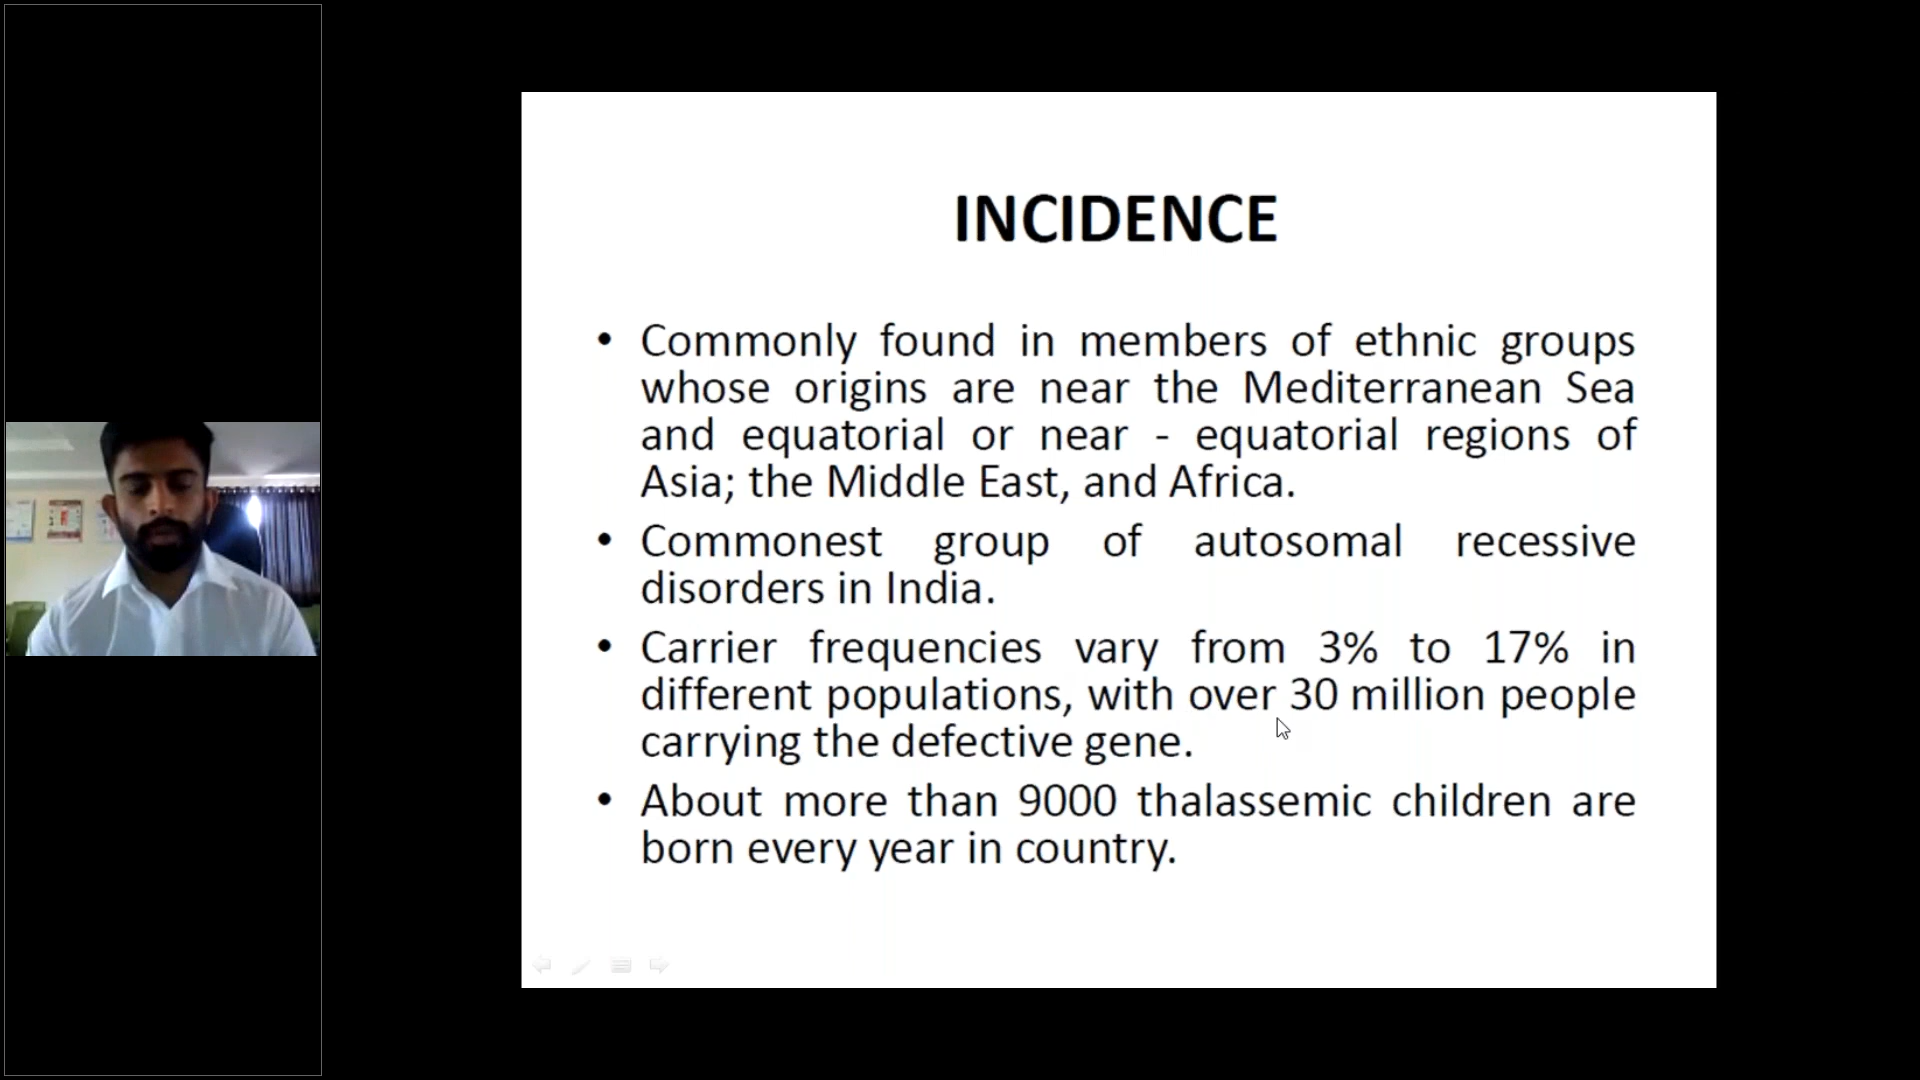 INCIDENCE
• Commonly found in members of ethnic groups
whose origins are near the Mediterranean Sea
and equatorial or near - equatorial regions of
Asia; the Middle East, and Africa.
• Commonest group of autosomal recessive
disorders in India.
• Carrier frequencies vary from 3% to 17% in
different populations, with over 30 million people
carrying the defective gene.
• About more than 9000 thalassemic children are
born every year in country.